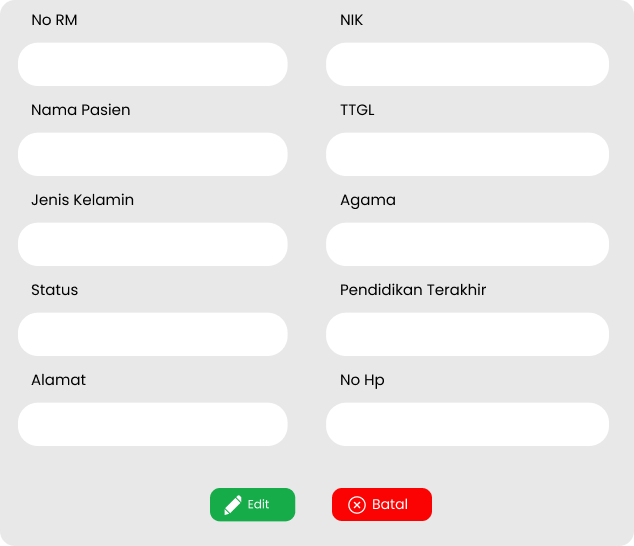 No RM
NIK
Nama Pasien
TTGL
Jenis Kelamin
Agama
Status
Pendidikan Terakhir
Alamat
No Hp
Edit
Batal